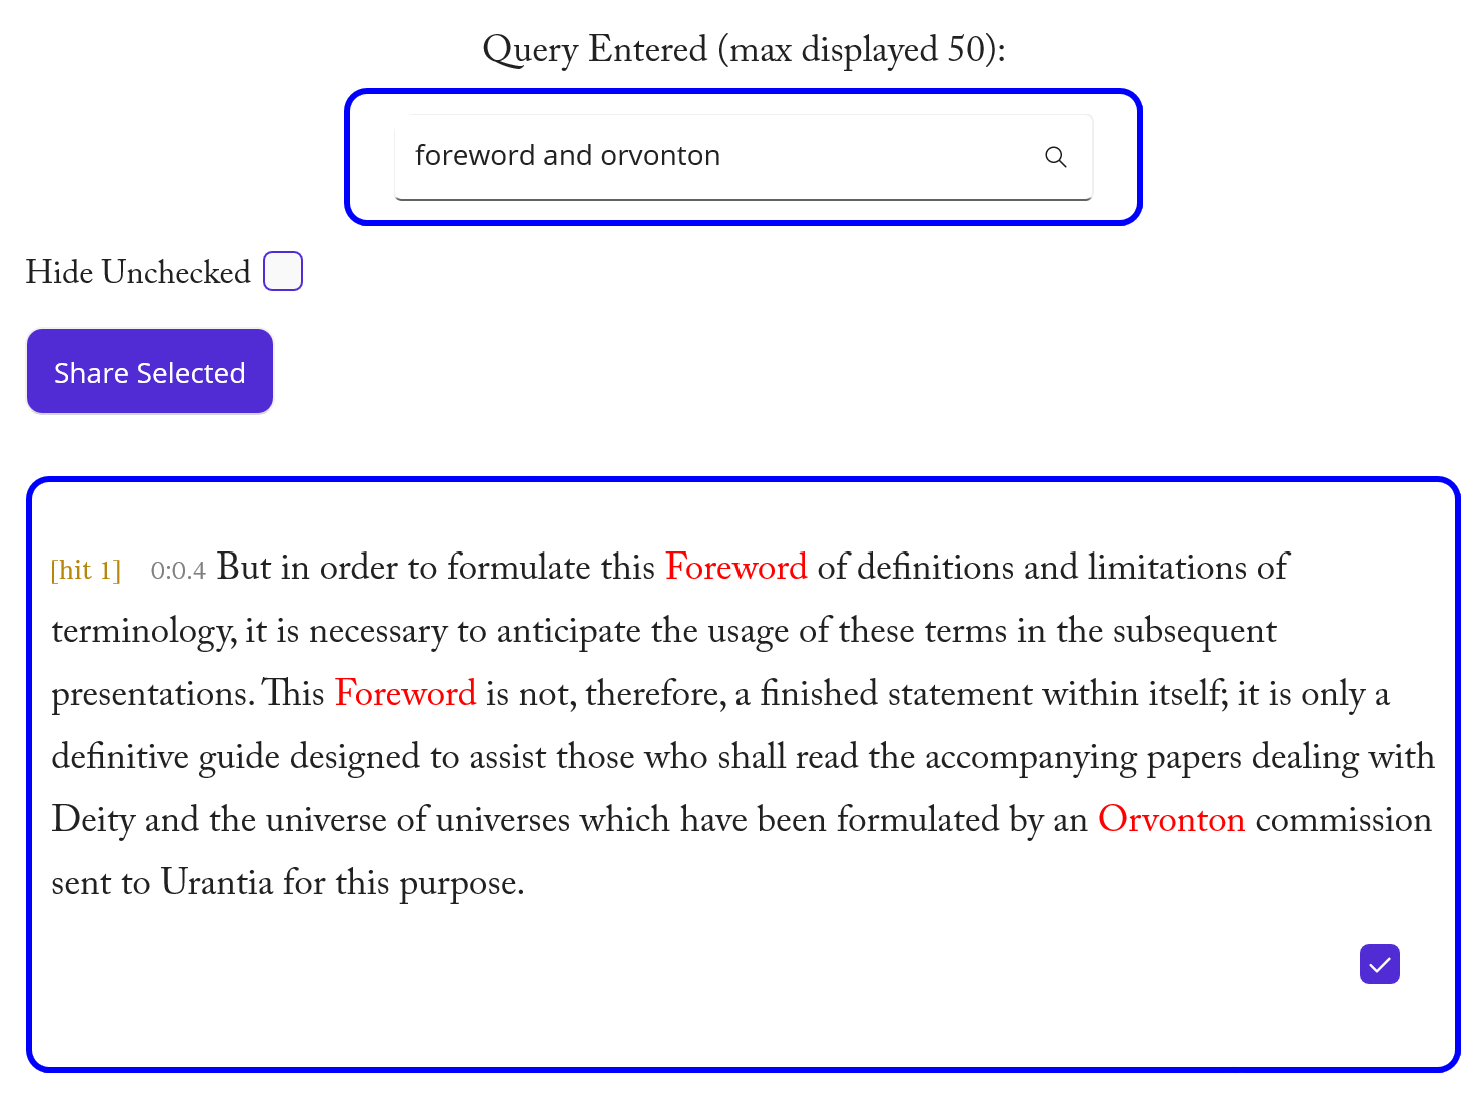 Query Entered (max displayed 50):
foreword and orvonton
Hide Unchecked
Share Selected
[hit 1] 0:0.4 But in order to formulate this Foreword of definitions and limitations of
terminology, it is necessary to anticipate the usage of these terms in the subsequent
presentations. This Foreword is not, therefore, a finished statement within itself; it is only a
definitive guide designed to assist those who shall read the accompanying papers dealing with
Deity and the universe of universes which have been formulated by an Orvonton commission
sent to Urantia for this purpose.